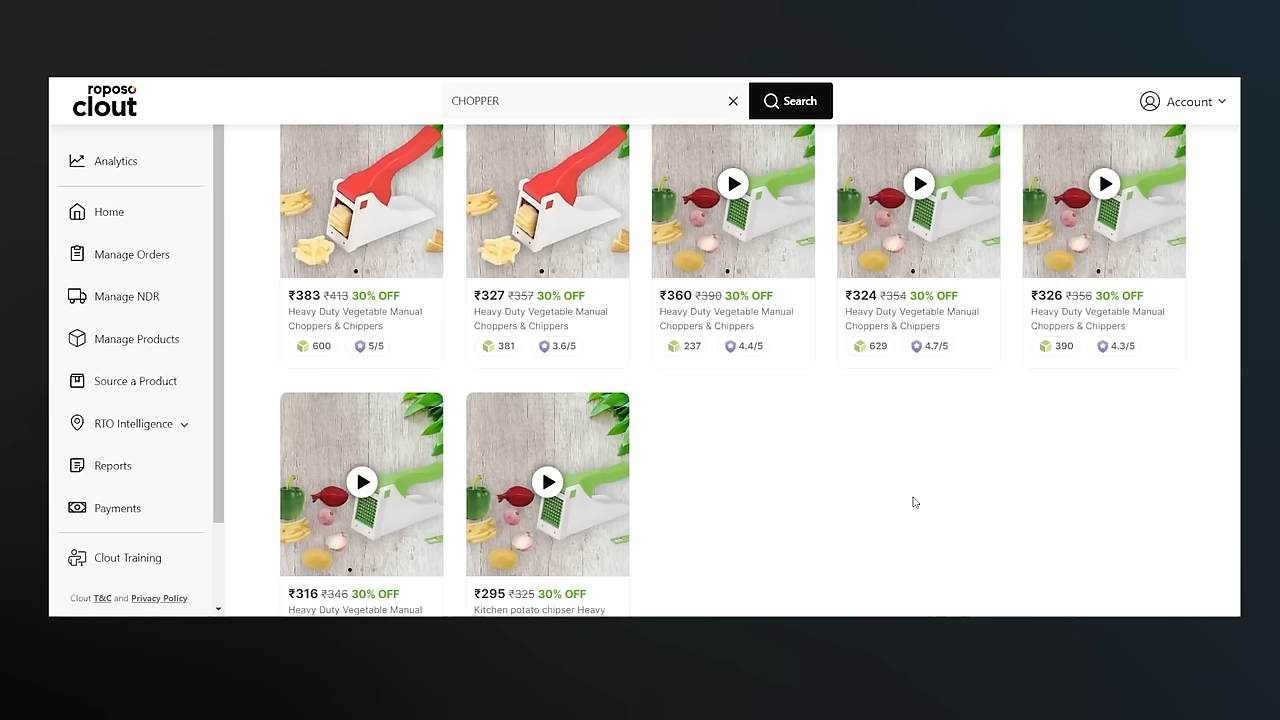 roposo
clout
CHOPPER
Search
Account
Analytics
Home
Manage Orders
Manage NDR
Manage Products
Source a Product
RTO Intelligence
Reports
Payments
Clout Training
Clout T&C and Privacy Policy
₹383 ₹413 30% OFF
Heavy Duty Vegetable Manual
Choppers & Chippers
600 5/5
₹327 ₹357 30% OFF
Heavy Duty Vegetable Manual
Choppers & Chippers
381 3.6/5
₹360 ₹390 30% OFF
Heavy Duty Vegetable Manual
Choppers & Chippers
237 4.4/5
₹324 ₹354 30% OFF
Heavy Duty Vegetable Manual
Choppers & Chippers
629 4.7/5
₹326 ₹356 30% OFF
Heavy Duty Vegetable Manual
Choppers & Chippers
390 4.3/5
₹316 ₹346 30% OFF
Heavy Duty Vegetable Manual
₹295 ₹325 30% OFF
Kitchen potato chipser Heavy